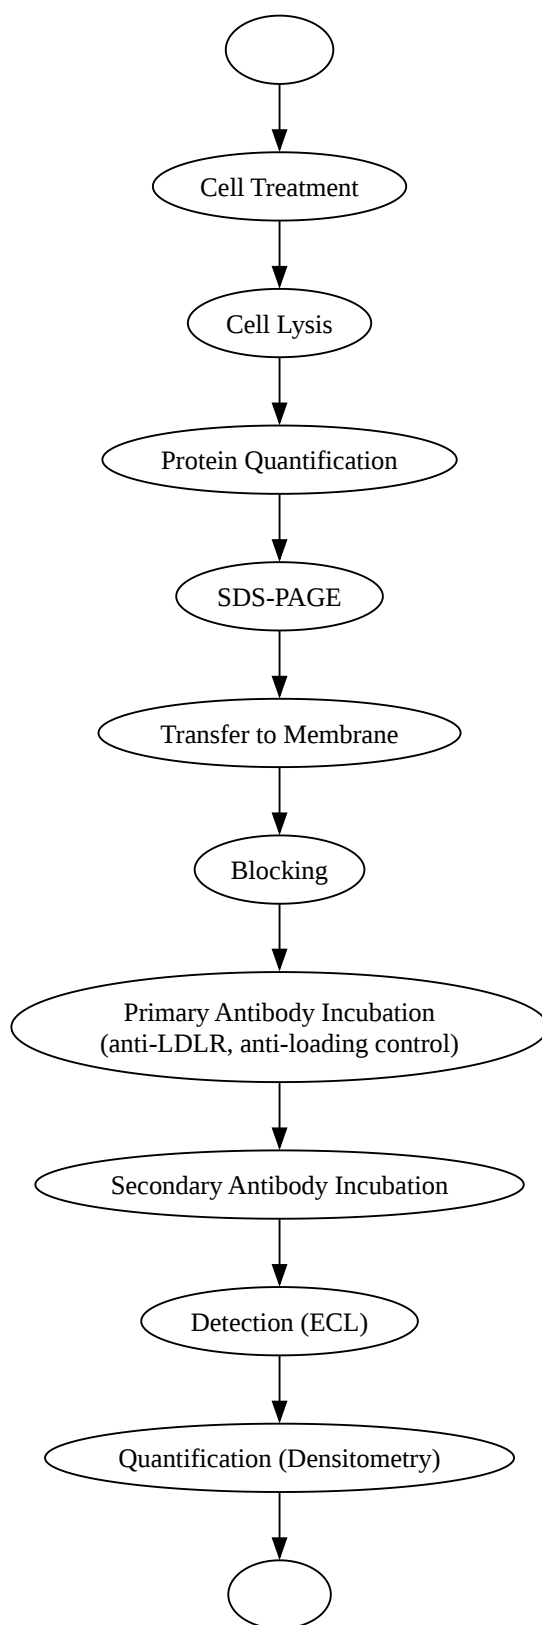 Cell Treatment
Cell Lysis
Protein Quantification
SDS-PAGE
Transfer to Membrane
Blocking
Primary Antibody Incubation
(anti-LDLR, anti-loading control)
Secondary Antibody Incubation
Detection (ECL)
Quantification (Densitometry)